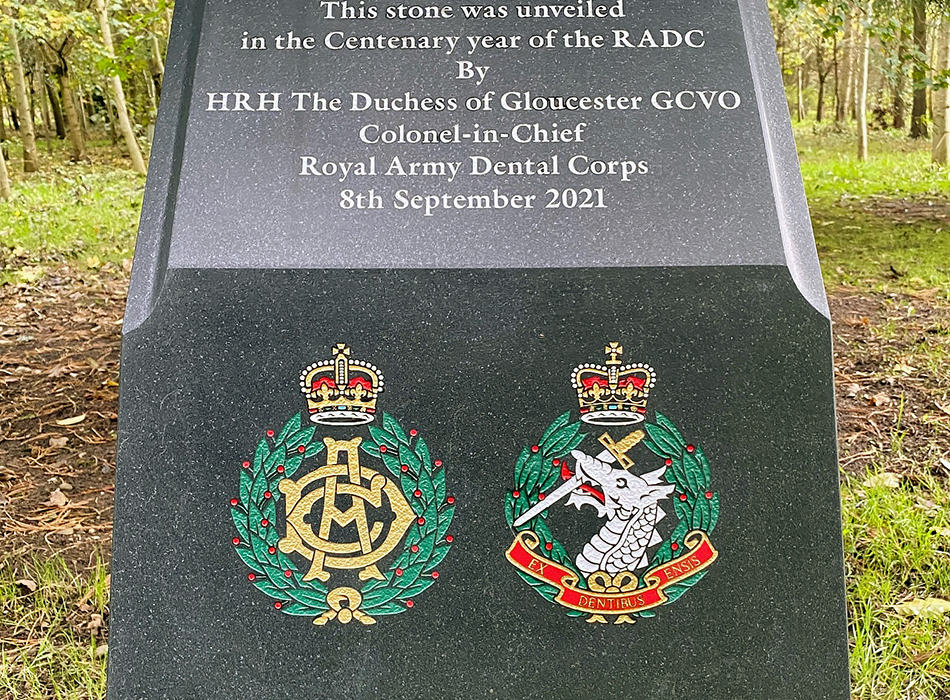 This stone was unveiled
in the Centenary year of the RADC
By
HRH The Duchess of Gloucester GCVO
Colonel-in-Chief
Royal Army Dental Corps
8th September 2021
EX DENTIBUS ENSIS